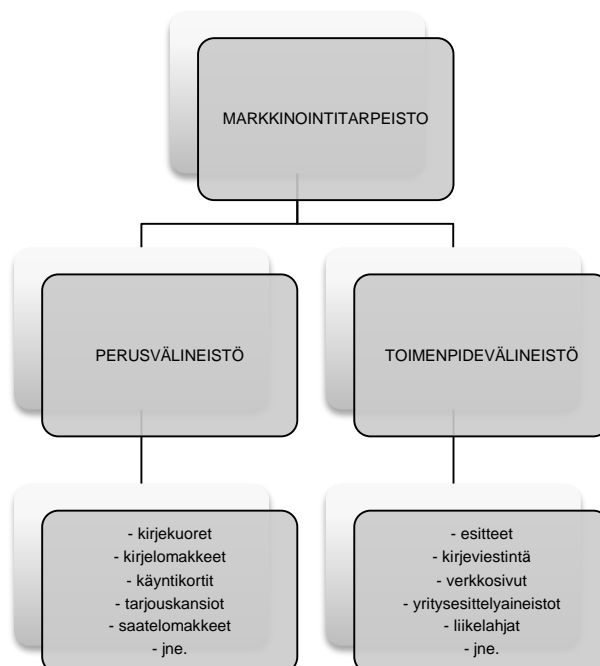 MARKKINOINTITARPEISTO
PERUSVÄLINEISTÖ
TOIMENPIDEVÄLINEISTÖ
- kirjekuoret
- kirjelomakkeet
- käyntikortit
- tarjouskansiot
- saatelomakkeet
- jne.
- esitteet
- kirjeviestintä
- verkkosivut
- yritysesittelyaineistot
- liikelahjat
- jne.